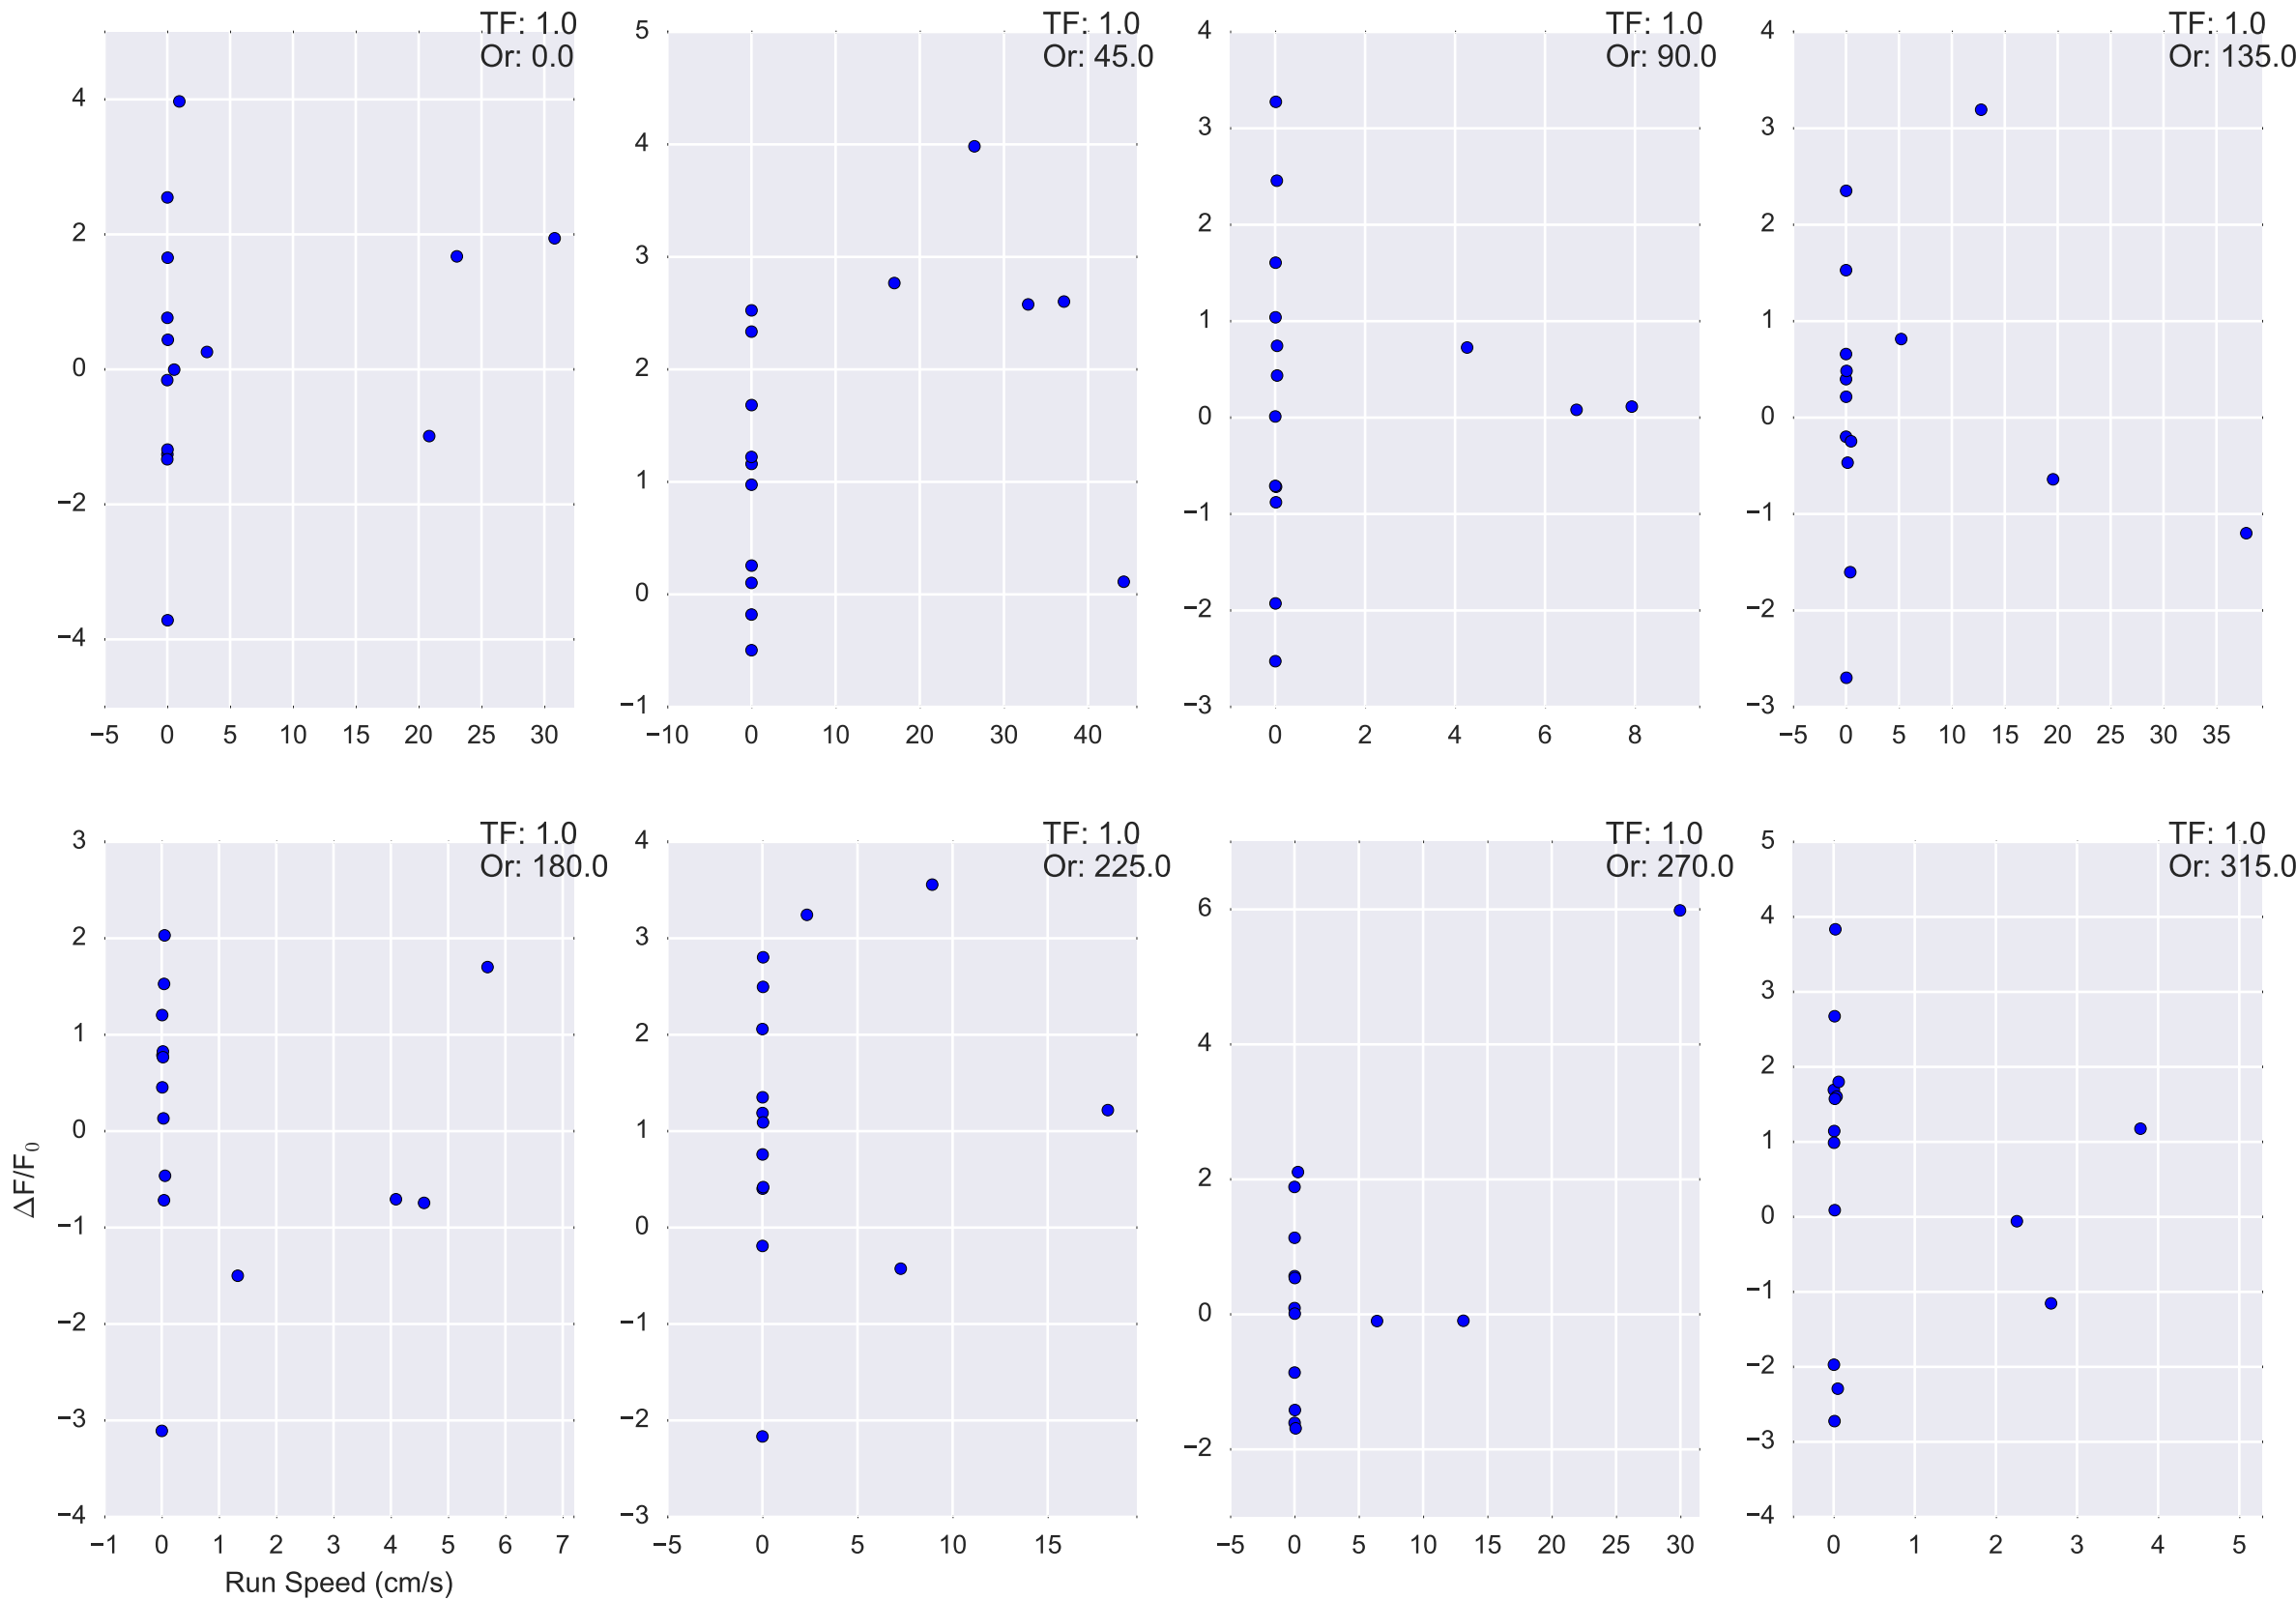 TF: 1.0
Or: 0.0
4
2
0
−2
−4
−5 0 5 10 15 20 25 30
TF: 1.0
Or: 45.0
5
4
3
2
1
0
−1
−10 0 10 20 30 40
TF: 1.0
Or: 90.0
4
3
2
1
0
−1
−2
−3
0 2 4 6 8
TF: 1.0
Or: 135.0
4
3
2
1
0
−1
−2
−3
−5 0 5 10 15 20 25 30 35
TF: 1.0
Or: 180.0
3
2
1
0
−1
−2
−3
−4
−1 0 1 2 3 4 5 6 7
ΔF/F₀
Run Speed (cm/s)
TF: 1.0
Or: 225.0
4
3
2
1
0
−1
−2
−3
−5 0 5 10 15
TF: 1.0
Or: 270.0
6
4
2
0
−2
−5 0 5 10 15 20 25 30
TF: 1.0
Or: 315.0
5
4
3
2
1
0
−1
−2
−3
−4
0 1 2 3 4 5